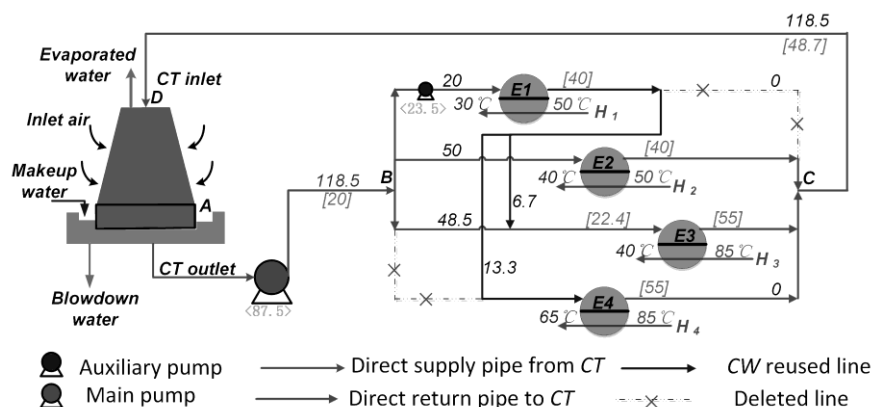 118.5
[48.7]
Evaporated
water
CT inlet
D
Inlet air
Makeup
water
A
CT outlet
Blowdown
water
<87.5>
118.5
[20]
B
20
<23.5>
E1
[40]
0
30℃
50℃
H1
50
E2
[40]
40℃
50℃
H2
C
6.7
48.5
[22.4]
E3
[55]
40℃
85℃
H3
13.3
E4
[55]
0
65℃
85℃
H4
Auxiliary pump
Direct supply pipe from CT
CW reused line
Main pump
Direct return pipe to CT
Deleted line